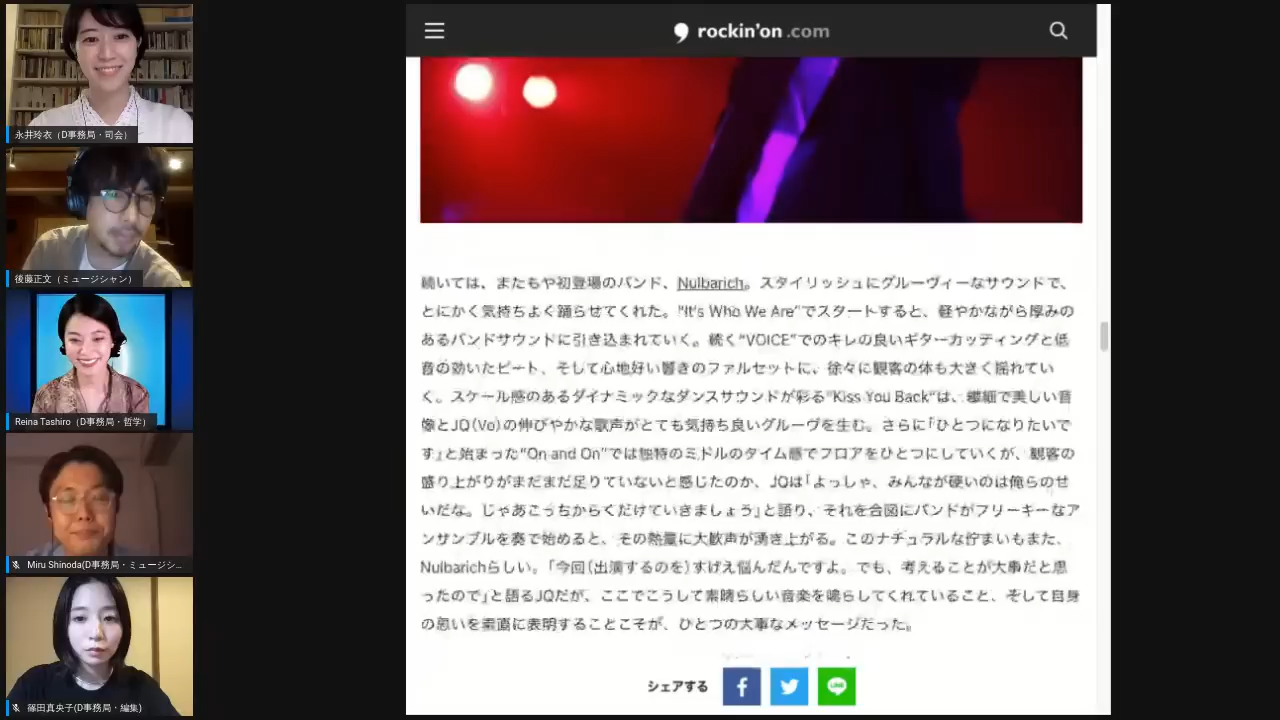 永井玲衣（D事務局・司会）
後藤正文（ミュージシャン）
Reina Tashiro（D事務局・哲学）
Miru Shinoda(D事務局・ミュージシ...
篠田真央子(D事務局・編集)
rockin'on.com
続いては、またもや初登場のバンド、Nulbarich。スタイリッシュにグルーヴィーなサウンドで、
とにかく気持ちよく踊らせてくれた。“It's Who We Are”でスタートすると、軽やかながら厚みの
あるバンドサウンドに引き込まれていく。続く“VOICE”でのキレの良いギターカッティングと低
音の効いたビート、そして心地好い響きのファルセットに、徐々に観客の体も大きく揺れてい
く。スケール感のあるダイナミックなダンスサウンドが彩る“Kiss You Back”は、繊細で美しい音
像とJQ(Vo)の伸びやかな歌声がとても気持ち良いグルーヴを生む。さらに「ひとつになりたいで
す」と始まった“On and On”では独特のミドルのタイム感でフロアをひとつにしていくが、観客の
盛り上がりがまだまだ足りていないと感じたのか、JQは「よっしゃ、みんなが硬いのは俺らのせ
いだな。じゃあこっちからくだけていきましょう」と語り、それを合図にバンドがフリーキーなア
ンサンブルを奏で始めると、その熱量に大歓声が湧き上がる。このナチュラルな佇まいもまた、
Nulbarichらしい。「今回(出演するのを)すげえ悩んだんですよ。でも、考えることが大事だと思
ったので」と語るJQだが、ここでこうして素晴らしい音楽を鳴らしてくれていること、そして自身
の思いを素直に表明することこそが、ひとつの大事なメッセージだった。
シェアする
LINE